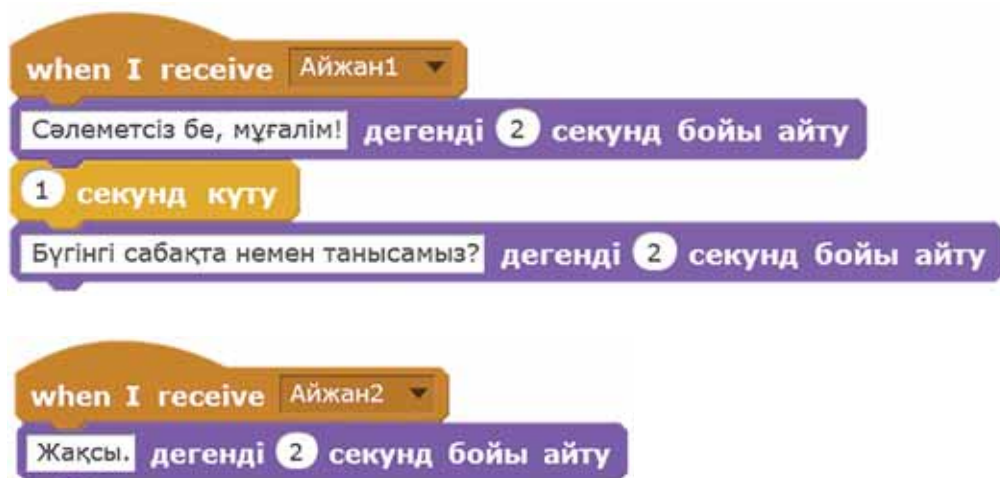 when I receive Айжан1
Сәлеметсіз бе, мұғалім! дегенді 2 секунд бойы айту
1 секунд күту
Бүгінгі сабақта немен танысамыз? дегенді 2 секунд бойы айту
when I receive Айжан2
Жақсы. дегенді 2 секунд бойы айту